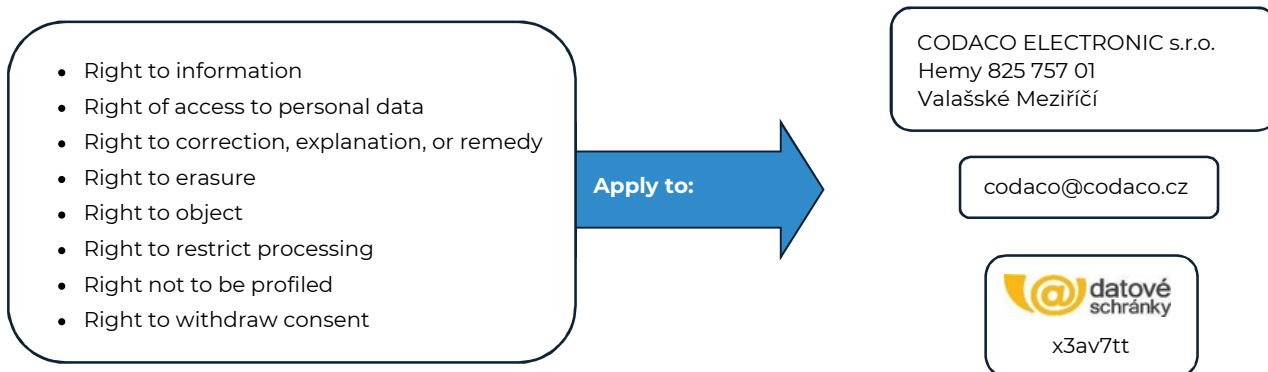 • Right to information
• Right of access to personal data
• Right to correction, explanation, or remedy
• Right to erasure
• Right to object
• Right to restrict processing
• Right not to be profiled
• Right to withdraw consent
Apply to:
CODACO ELECTRONIC s.r.o.
Hemy 825 757 01
Valašské Meziříčí
codaco@codaco.cz
@ datové
schránky
x3av7tt